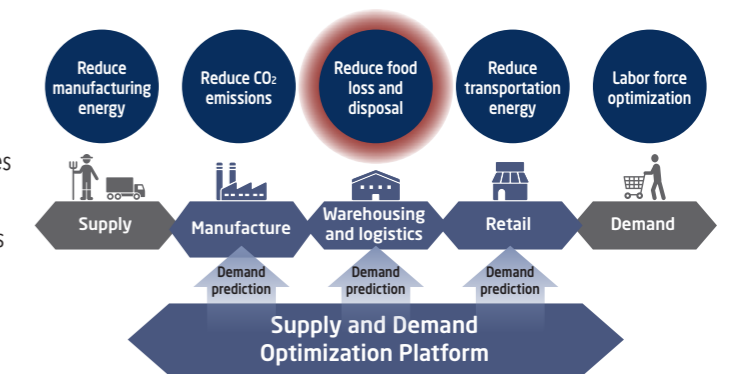 Reduce
manufacturing
energy
Reduce CO₂
emissions
Reduce food
loss and
disposal
Reduce
transportation
energy
Labor force
optimization
es
s
Supply
Manufacture
Warehousing
and logistics
Retail
Demand
Demand
prediction
Demand
prediction
Demand
prediction
Supply and Demand
Optimization Platform